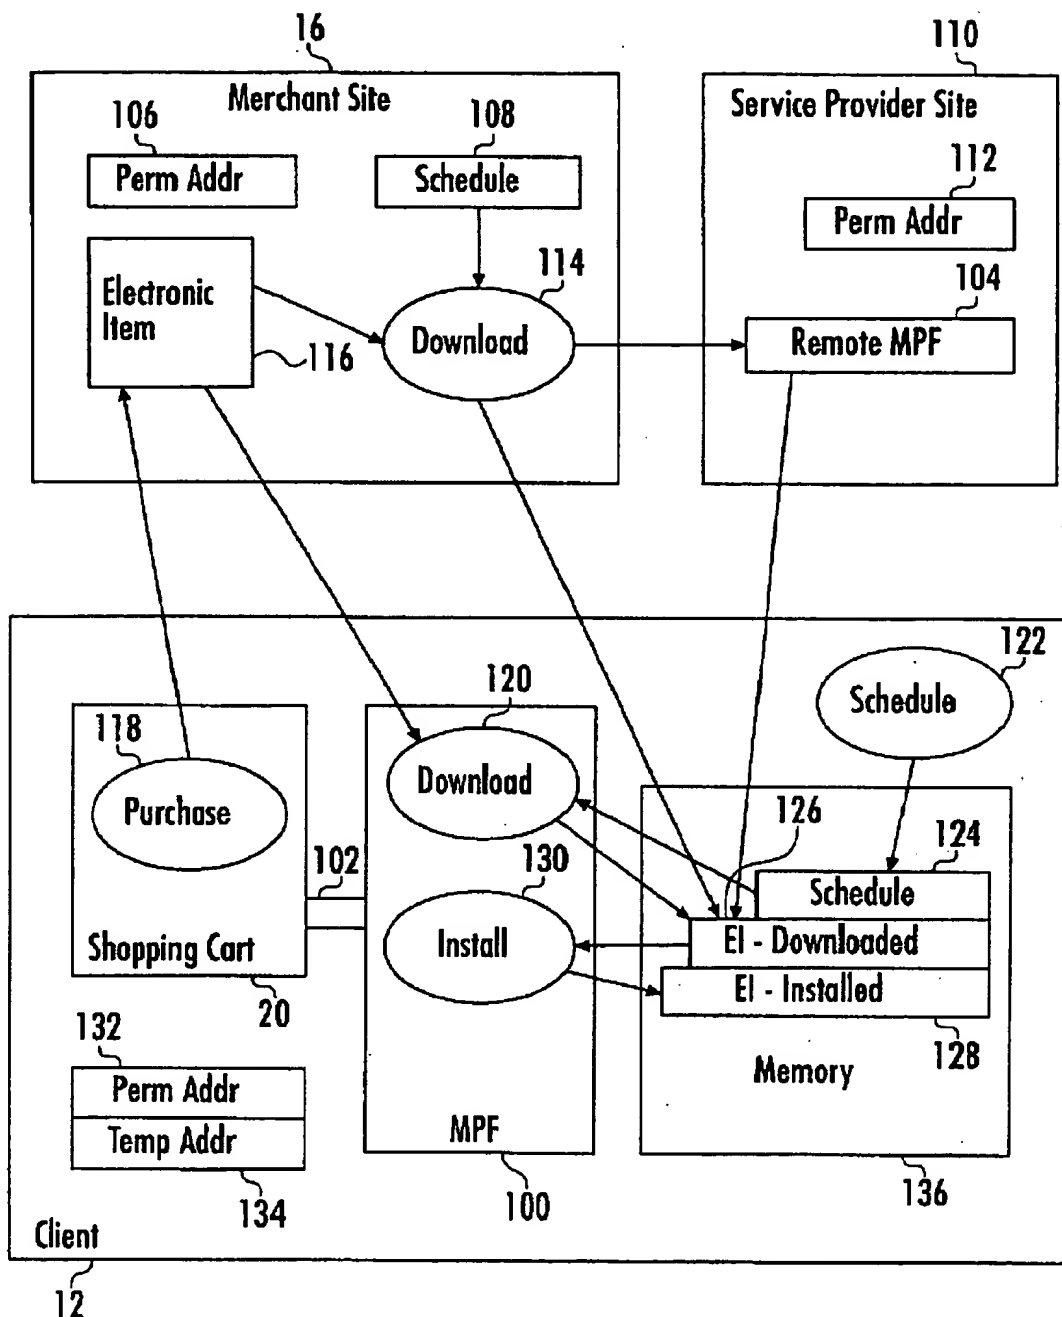 16
110
Merchant Site
Service Provider Site
106
108
Perm Addr
Schedule
112
Perm Addr
Electronic
Item
116
114
Download
104
Remote MPF
122
Schedule
118
Purchase
120
Download
126
124
Schedule
102
130
Install
EI - Downloaded
EI - Installed
Shopping Cart
20
128
Memory
132
Perm Addr
Temp Addr
134
MPF
100
136
Client
12